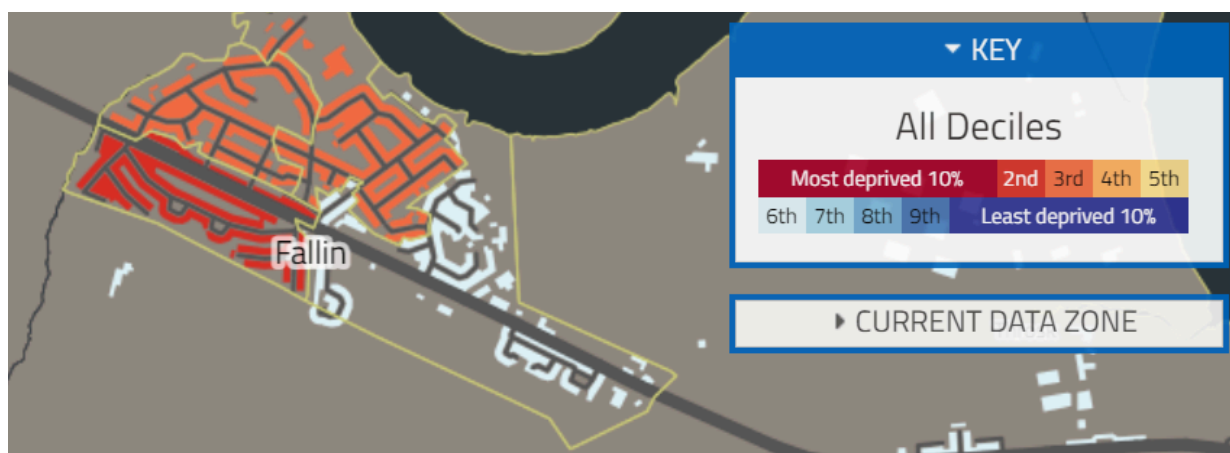 KEY
All Deciles
Most deprived 10% 2nd 3rd 4th 5th
6th 7th 8th 9th Least deprived 10%
Fallin
CURRENT DATA ZONE